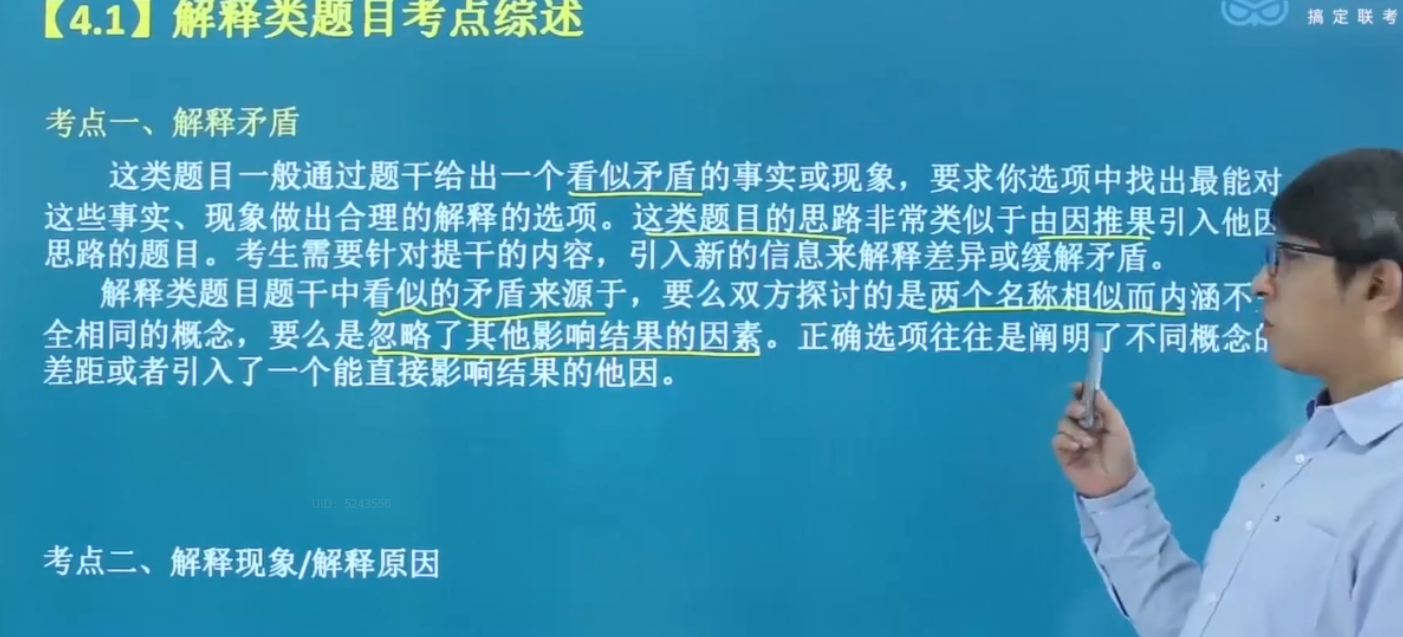 【4.1】解释类题目考点综述
搞定联考
考点一、解释矛盾
这类题目一般通过题干给出一个看似矛盾的事实或现象，要求你选项中找出最能对
这些事实、现象做出合理的解释的选项。这类题目的思路非常类似于由因推果引入他因
思路的题目。考生需要针对提干的内容，引入新的信息来解释差异或缓解矛盾。
解释类题目题干中看似的矛盾来源于，要么双方探讨的是两个名称相似而内涵不
全相同的概念，要么是忽略了其他影响结果的因素。正确选项往往是阐明了不同概念的
差距或者引入了一个能直接影响结果的他因。
UID: 5243556
考点二、解释现象/解释原因